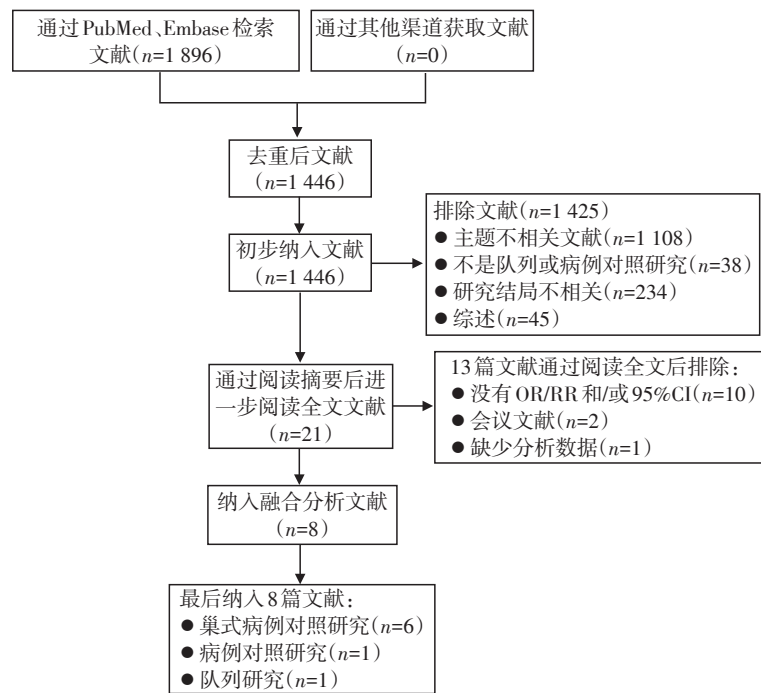 通过PubMed、Embase检索
文献(n=1 896)
通过其他渠道获取文献
(n=0)
去重后文献
(n=1 446)
初步纳入文献
(n=1 446)
排除文献(n=1 425)
● 主题不相关文献(n=1 108)
● 不是队列或病例对照研究(n=38)
● 研究结局不相关(n=234)
● 综述(n=45)
通过阅读摘要后进
一步阅读全文文献
(n=21)
13篇文献通过阅读全文后排除：
● 没有OR/RR和/或95%CI(n=10)
● 会议文献(n=2)
● 缺少分析数据(n=1)
纳入融合分析文献
(n=8)
最后纳入8篇文献：
● 巢式病例对照研究(n=6)
● 病例对照研究(n=1)
● 队列研究(n=1)